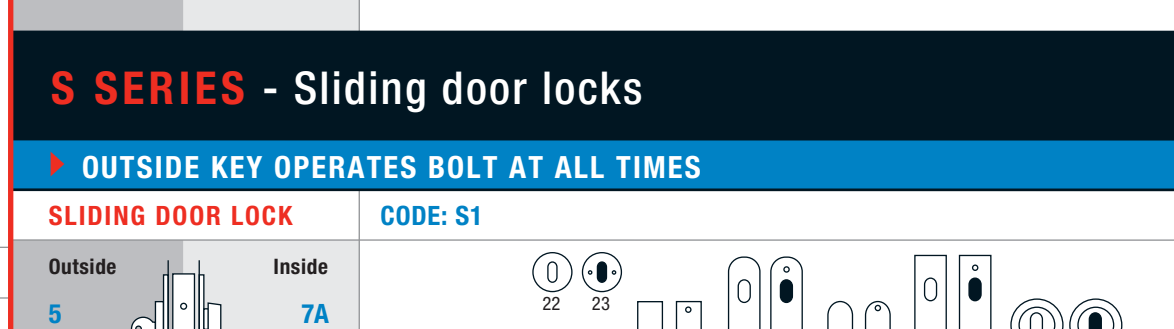 S SERIES - Sliding door locks
OUTSIDE KEY OPERATES BOLT AT ALL TIMES
SLIDING DOOR LOCK CODE: S1
Outside Inside
22 23
5 7A